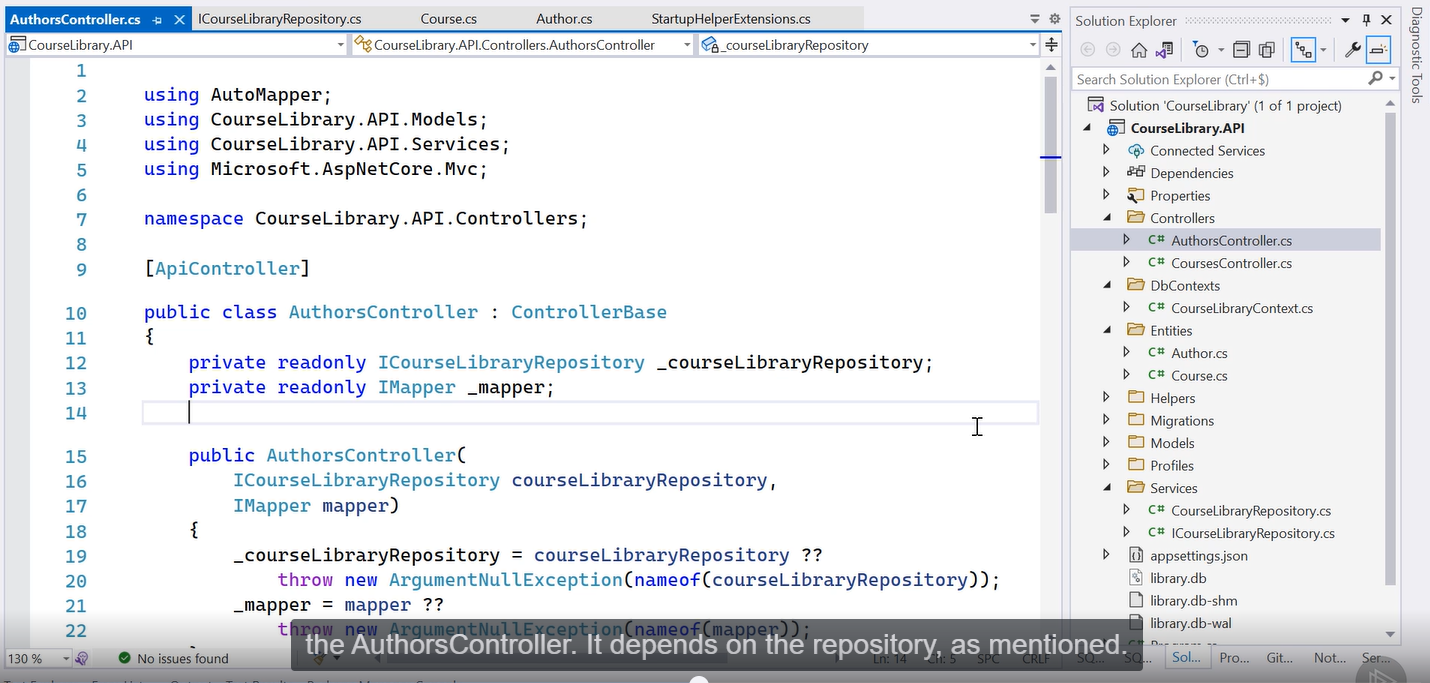 AuthorsController.cs ICourseLibraryRepository.cs Course.cs Author.cs StartupHelperExtensions.cs
CourseLibrary.API CourseLibrary.API.Controllers.AuthorsController _courseLibraryRepository
1
2 using AutoMapper;
3 using CourseLibrary.API.Models;
4 using CourseLibrary.API.Services;
5 using Microsoft.AspNetCore.Mvc;
6
7 namespace CourseLibrary.API.Controllers;
8
9 [ApiController]
10 public class AuthorsController : ControllerBase
11 {
12 private readonly ICourseLibraryRepository _courseLibraryRepository;
13 private readonly IMapper _mapper;
14
15 public AuthorsController(
16 ICourseLibraryRepository courseLibraryRepository,
17 IMapper mapper)
18 {
19 _courseLibraryRepository = courseLibraryRepository ??
20 throw new ArgumentNullException(nameof(courseLibraryRepository));
21 _mapper = mapper ??
22 throw new ArgumentNullException(nameof(mapper));
the AuthorsController. It depends on the repository, as mentioned.
130 % No issues found Ln: 14 Ch: 5 SPC CRLF
Solution Explorer
Search Solution Explorer (Ctrl+$)
Solution 'CourseLibrary' (1 of 1 project)
CourseLibrary.API
Connected Services
Dependencies
Properties
Controllers
C# AuthorsController.cs
C# CoursesController.cs
DbContexts
C# CourseLibraryContext.cs
Entities
C# Author.cs
C# Course.cs
Helpers
Migrations
Models
Profiles
Services
C# CourseLibraryRepository.cs
C# ICourseLibraryRepository.cs
appsettings.json
library.db
library.db-shm
library.db-wal
SQ... SQ... Sol... Pro... Git... Not... Ser...
Diagnostic Tools